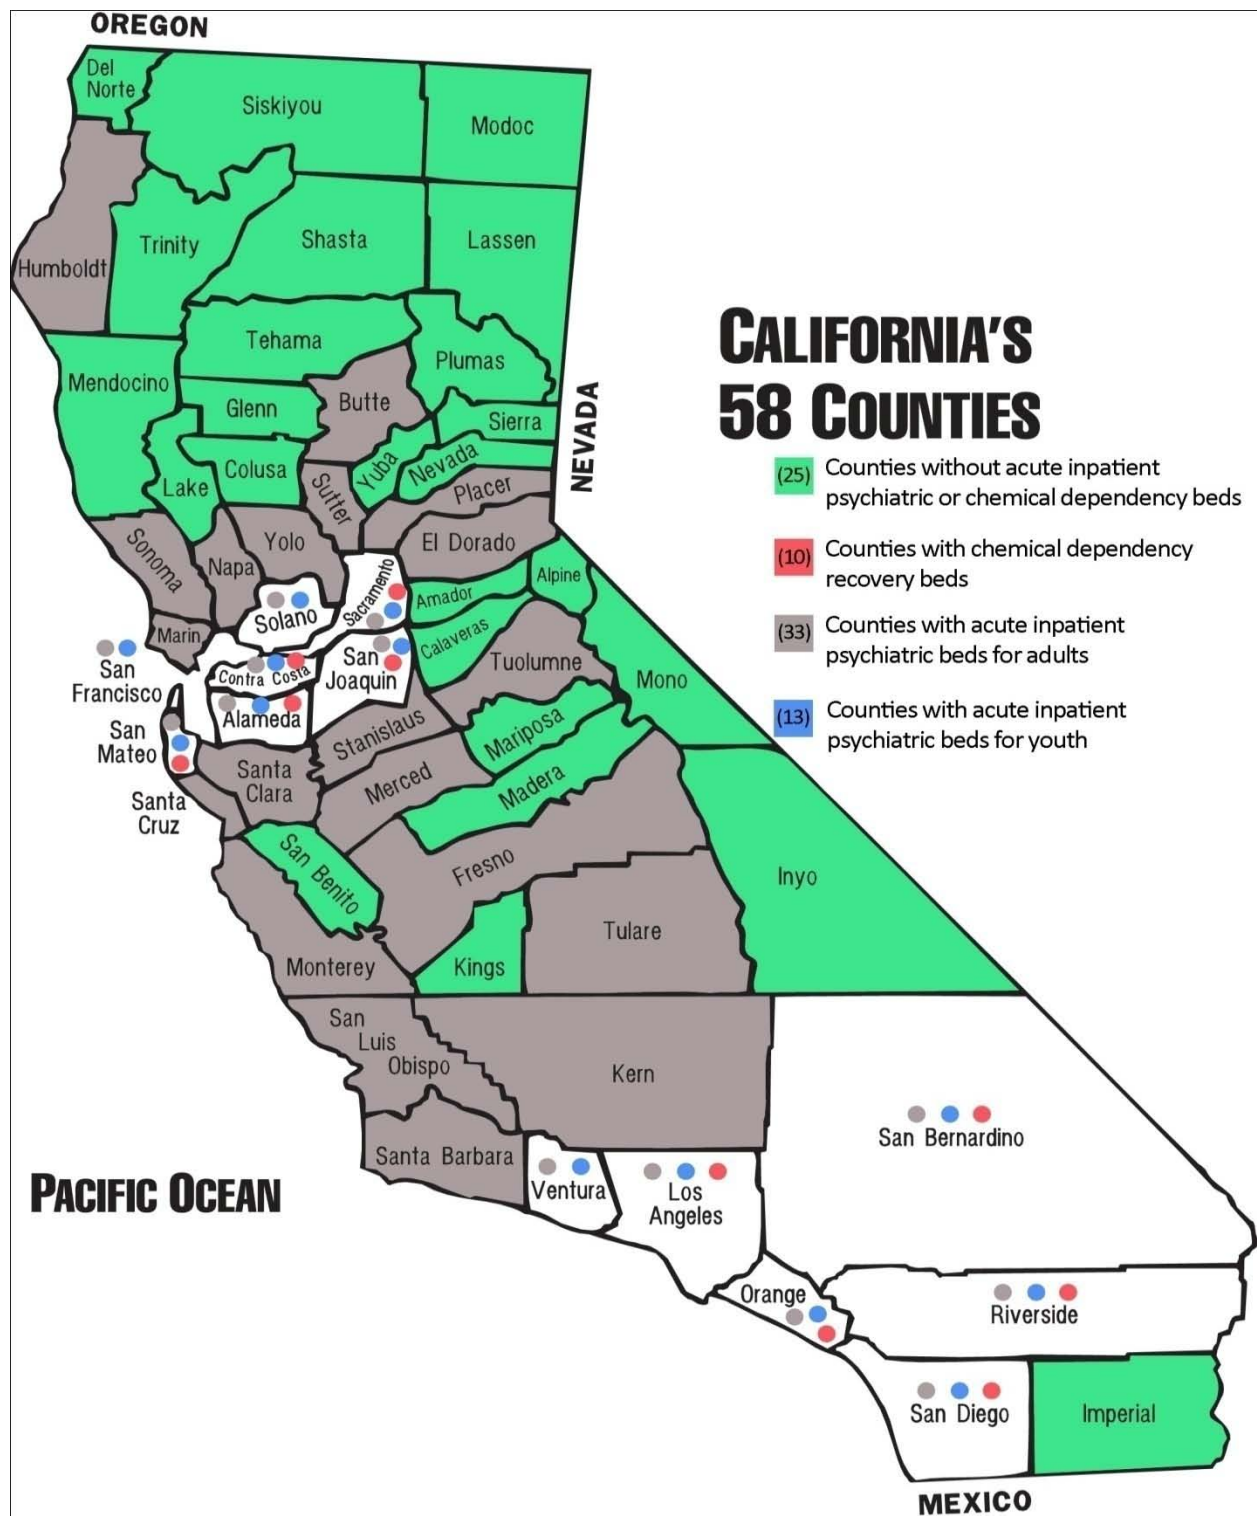 OREGON
Del
Norte
Siskiyou
Modoc
Humboldt
Trinity
Shasta
Lassen
Tehama
Plumas
Mendocino
Glenn
Butte
Sierra
Lake
Colusa
Sutter
Yuba
Nevada
Placer
NEVADA
CALIFORNIA'S
58 COUNTIES
(25) Counties without acute inpatient
psychiatric or chemical dependency beds
(10) Counties with chemical dependency
recovery beds
(33) Counties with acute inpatient
psychiatric beds for adults
(13) Counties with acute inpatient
psychiatric beds for youth
Sonoma
Napa
Yolo
El Dorado
Solano
Sacramento
Amador
Alpine
Marin
Calaveras
San
Francisco
Contra Costa
San
Joaquin
Tuolumne
Mono
Alameda
San
Mateo
Stanislaus
Mariposa
Santa
Clara
Merced
Madera
Santa
Cruz
San Benito
Fresno
Inyo
Monterey
Kings
Tulare
San
Luis
Obispo
Kern
San Bernardino
Santa Barbara
Ventura
Los
Angeles
PACIFIC OCEAN
Orange
Riverside
San Diego
Imperial
MEXICO